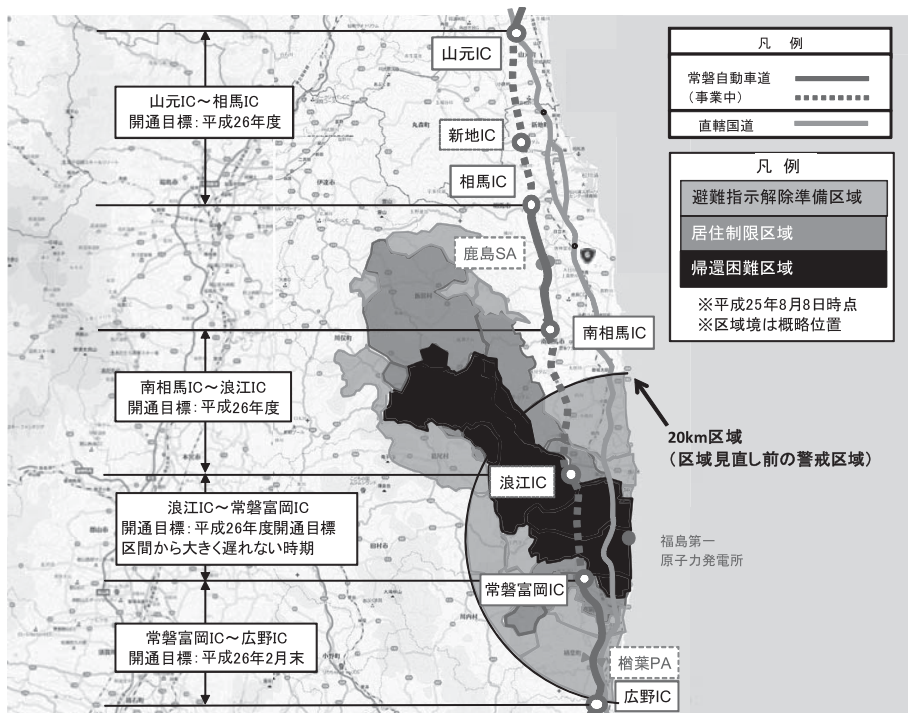 山元IC
山元IC～相馬IC
開通目標：平成26年度
新地IC
相馬IC
鹿島SA
南相馬IC
南相馬IC～浪江IC
開通目標：平成26年度
浪江IC
浪江IC～常磐富岡IC
開通目標：平成26年度開通目標
区間から大きく遅れない時期
常磐富岡IC
常磐富岡IC～広野IC
開通目標：平成26年2月末
楢葉PA
広野IC
凡　例
常磐自動車道
（事業中）
直轄国道
凡　例
避難指示解除準備区域
居住制限区域
帰還困難区域
※平成25年8月8日時点
※区域境は概略位置
20km区域
（区域見直し前の警戒区域）
福島第一
原子力発電所